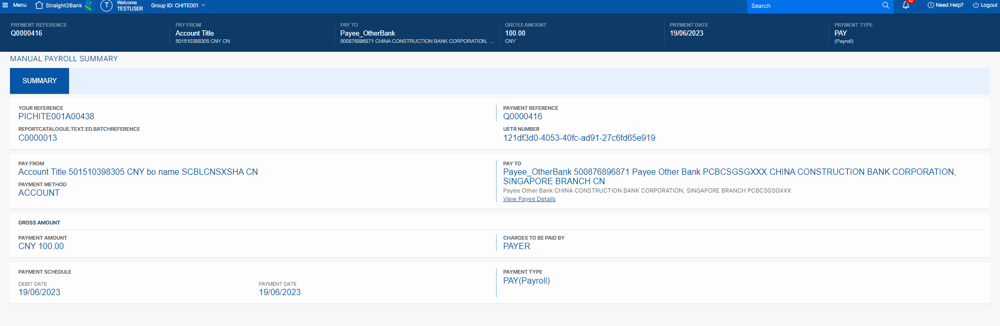 Menu
Straight2Bank
T
Welcome
TESTUSER
Group ID: CHITE001
Search
10
Need Help?
Logout
PAYMENT REFERENCE
Q0000416
PAY FROM
Account Title
501510398305 CNY CN
PAY TO
Payee_OtherBank
500876896871 CHINA CONSTRUCTION BANK CORPORATION, ...
GROSS AMOUNT
100.00
CNY
PAYMENT DATE
19/06/2023
PAYMENT TYPE
PAY
(Payroll)
MANUAL PAYROLL SUMMARY
SUMMARY
YOUR REFERENCE
PICHITE001A00438
PAYMENT REFERENCE
Q0000416
REPORTCATALOGUE.TEXT.ED.BATCHREFERENCE
C0000013
UETR NUMBER
121df3d0-4053-40fc-ad91-27c6fd65e919
PAY FROM
Account Title 501510398305 CNY bo name SCBLCNSXSHA CN
PAYMENT METHOD
ACCOUNT
PAY TO
Payee_OtherBank 500876896871 Payee Other Bank PCBCSGSGXXX CHINA CONSTRUCTION BANK CORPORATION,
SINGAPORE BRANCH CN
Payee Other Bank CHINA CONSTRUCTION BANK CORPORATION, SINGAPORE BRANCH PCBCSGSGXXX
View Payee Details
GROSS AMOUNT
PAYMENT AMOUNT
CNY 100.00
CHARGES TO BE PAID BY
PAYER
PAYMENT SCHEDULE
DEBIT DATE
19/06/2023
PAYMENT DATE
19/06/2023
PAYMENT TYPE
PAY(Payroll)